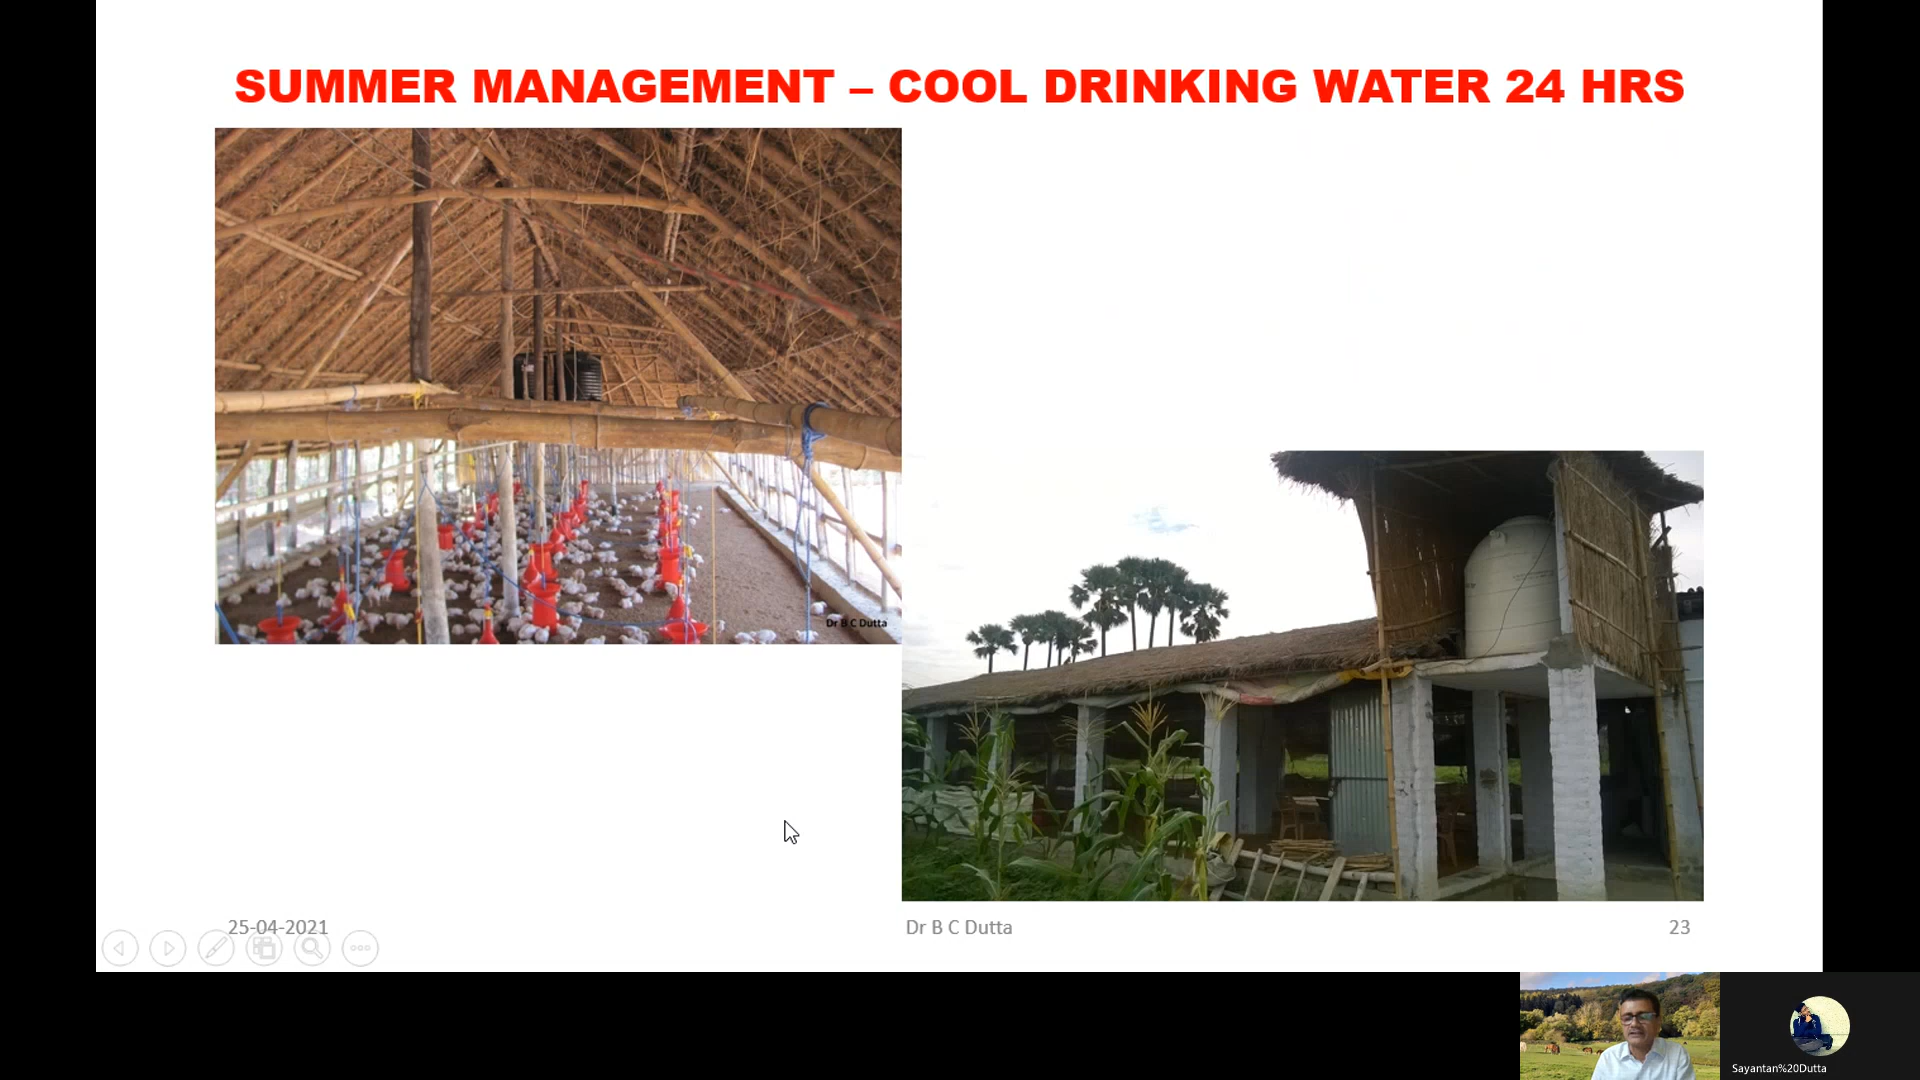 SUMMER MANAGEMENT – COOL DRINKING WATER 24 HRS
Dr B C Dutta
25-04-2021
Dr B C Dutta
23
Sayantan%20Dutta